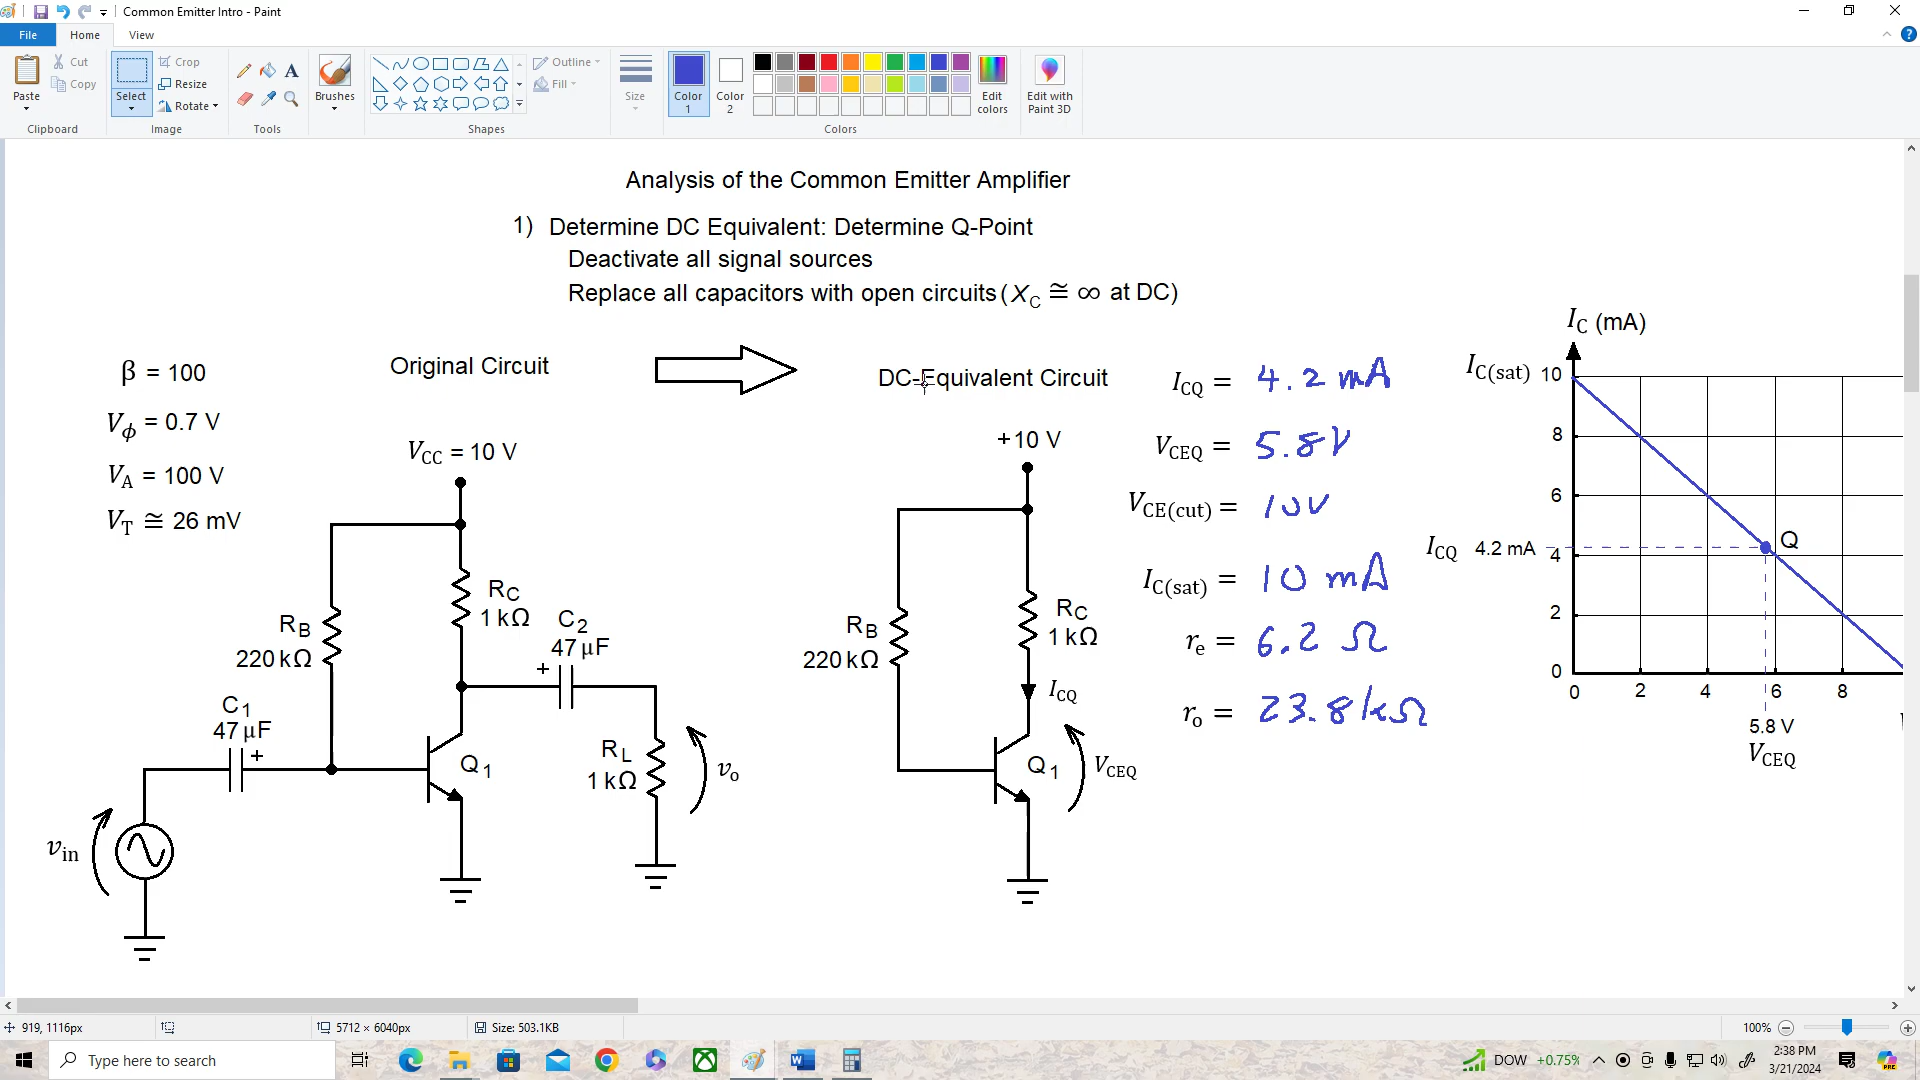 Common Emitter Intro - Paint
File
Home
View
Paste
Cut
Copy
Clipboard
Select
Crop
Resize
Rotate
Image
A
Tools
Brushes
Shapes
Outline
Fill
Size
Color 1
Color 2
Edit colors
Colors
Edit with Paint 3D
Analysis of the Common Emitter Amplifier
1) Determine DC Equivalent: Determine Q-Point
Deactivate all signal sources
Replace all capacitors with open circuits ( X_C ≅ ∞ at DC)
β = 100
V_ϕ = 0.7 V
V_A = 100 V
V_T ≅ 26 mV
Original Circuit
V_CC = 10 V
R_C
1 kΩ
R_B
220 kΩ
C_2
47 μF
+
C_1
47 μF
+
Q_1
R_L
1 kΩ
v_o
v_in
DC-Equivalent Circuit
+10 V
R_C
1 kΩ
R_B
220 kΩ
I_CQ
Q_1
V_CEQ
I_CQ = 4.2 mA
V_CEQ = 5.8V
V_CE(cut) = 10V
I_C(sat) = 10 mA
r_e = 6.2 Ω
r_o = 23.8 kΩ
I_C (mA)
I_C(sat) 10
8
6
I_CQ 4.2 mA 4
Q
2
0
0 2 4 6 8
5.8 V
V_CEQ
919, 1116px
5712 × 6040px
Size: 503.1KB
100%
Type here to search
DOW +0.75%
2:38 PM
3/21/2024